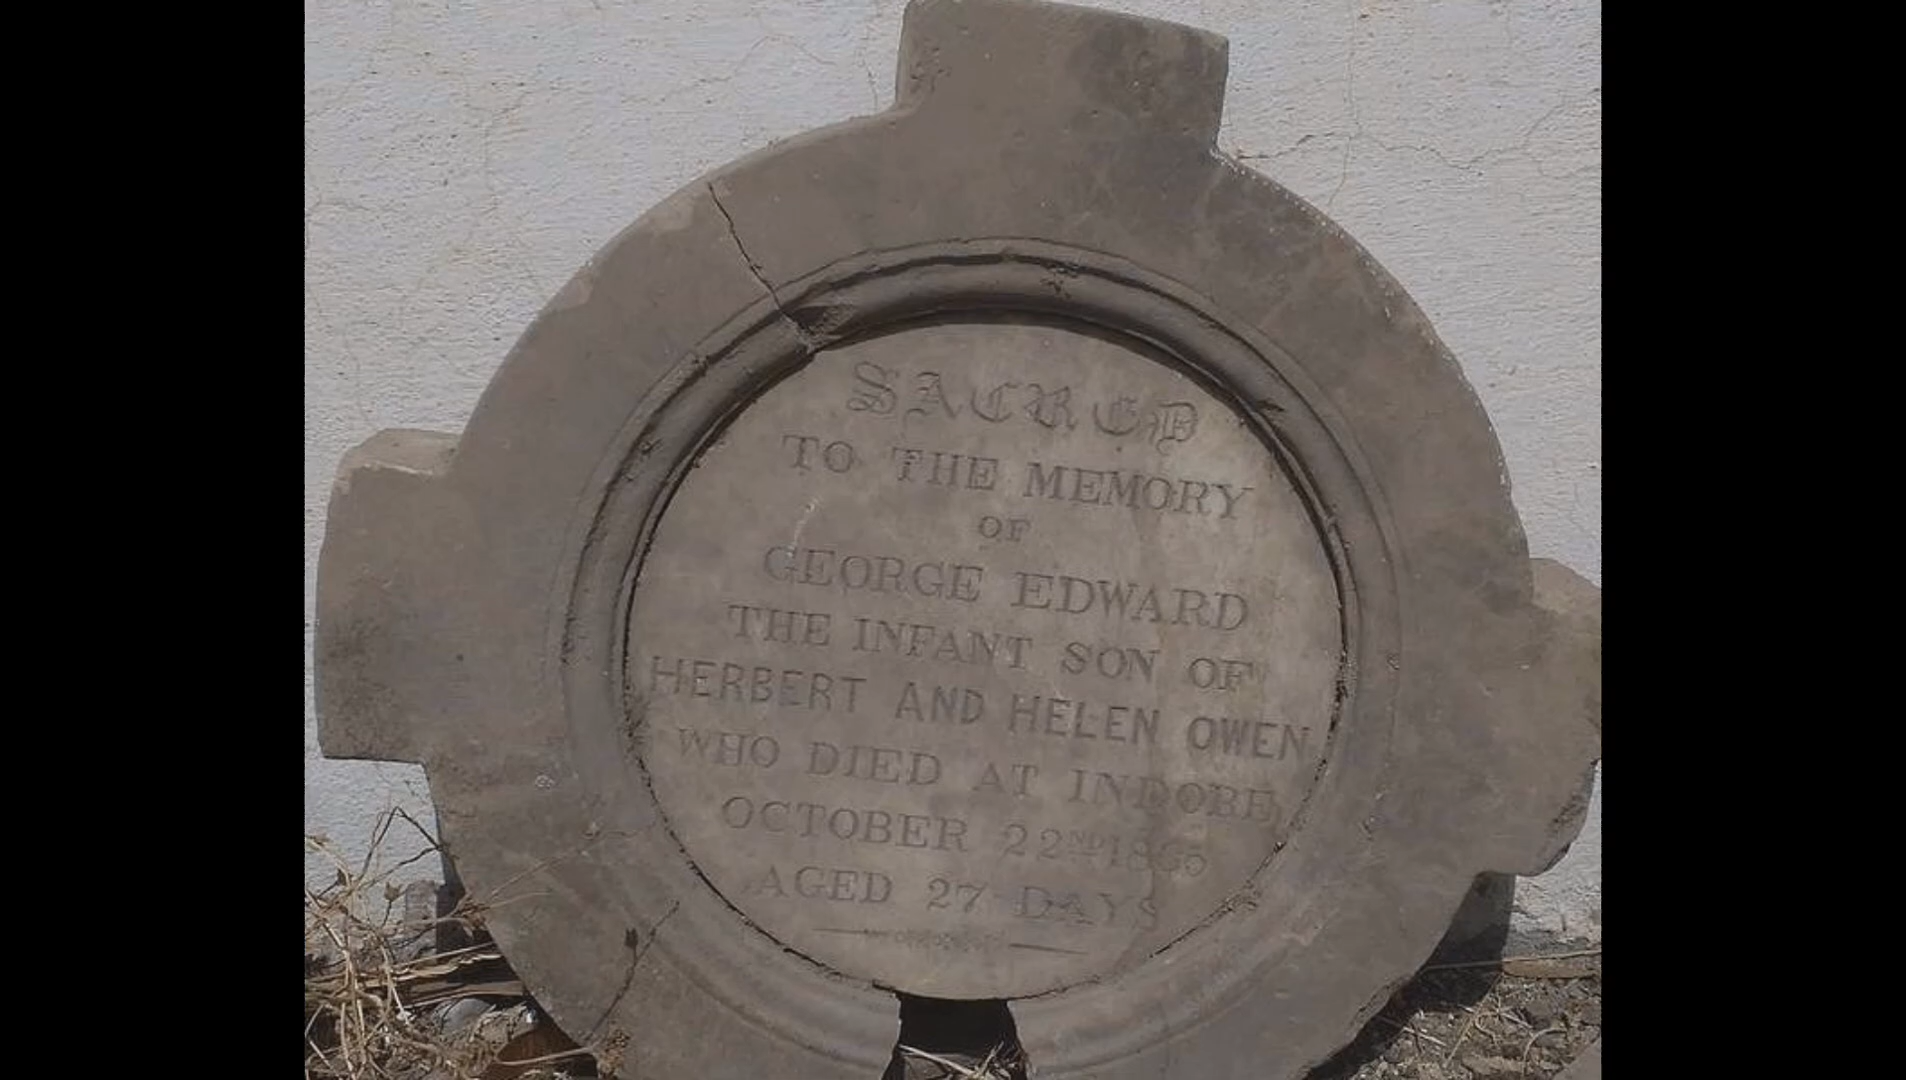 SACRED
TO THE MEMORY
OF
GEORGE EDWARD
THE INFANT SON OF
HERBERT AND HELEN OWEN
WHO DIED AT INDORE,
OCTOBER 22ND
AGED 27 DAYS